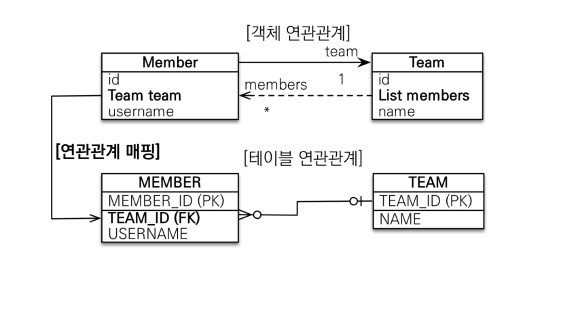 [객체 연관관계]
team
Member
Team
id
Team team
username
members
1
*
id
List members
name
[연관관계 매핑]
[테이블 연관관계]
MEMBER
MEMBER_ID (PK)
TEAM_ID (FK)
USERNAME
TEAM
TEAM_ID (PK)
NAME